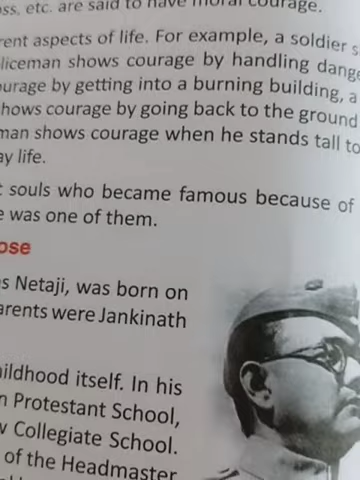 ss, etc. are said to have moral courage.
rent aspects of life. For example, a soldier s
liceman shows courage by handling dange
urage by getting into a burning building, a
hows courage by going back to the ground
man shows courage when he stands tall to
ay life.
t souls who became famous because of
e was one of them.
ose
s Netaji, was born on
arents were Jankinath
hildhood itself. In his
n Protestant School,
w Collegiate School.
of the Headmaster